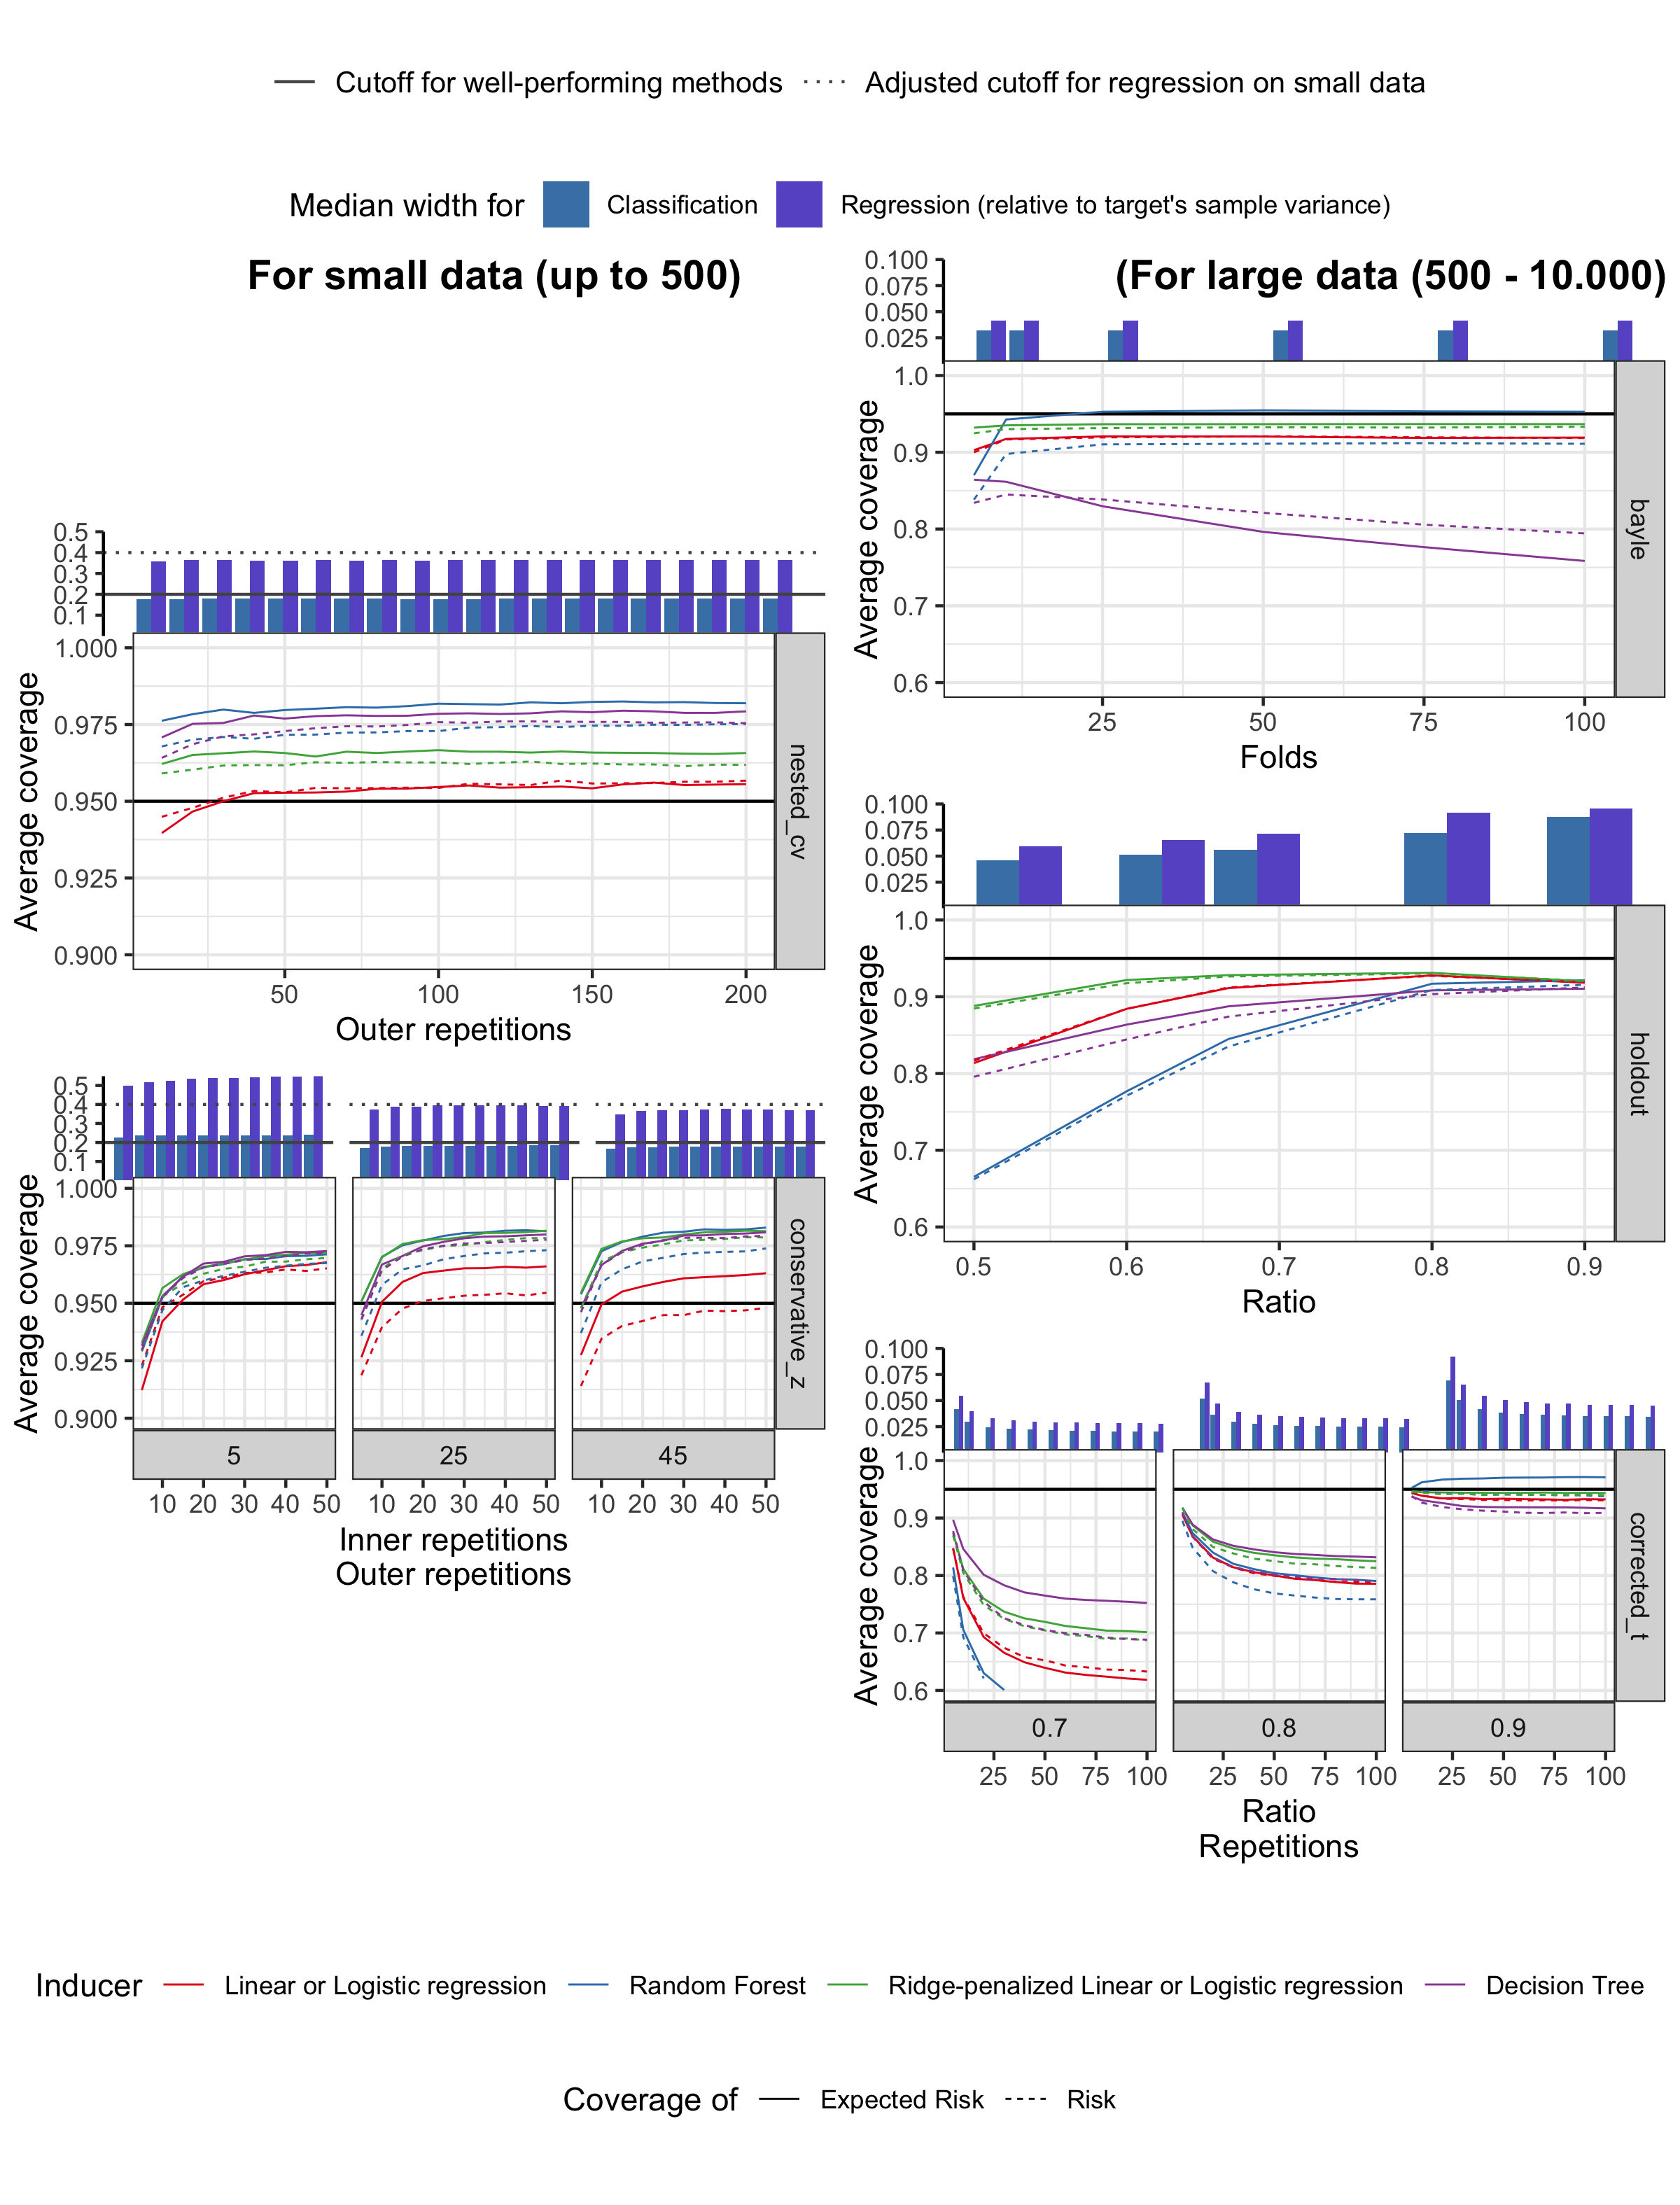 Cutoff for well-performing methods Adjusted cutoff for regression on small data
Median width for Classification Regression (relative to target's sample variance)
For small data (up to 500)
0.5
0.4
0.3
0.2
0.1
1.000
0.975
0.950
0.925
0.900
Average coverage
nested_cv
50 100 150 200
Outer repetitions
0.5
0.4
0.3
0.2
0.1
1.000
0.975
0.950
0.925
0.900
Average coverage
conservative_z
5 25 45
10 20 30 40 50 10 20 30 40 50 10 20 30 40 50
Inner repetitions
Outer repetitions
(For large data (500 - 10.000)
0.100
0.075
0.050
0.025
1.0
0.9
0.8
0.7
0.6
Average coverage
bayle
25 50 75 100
Folds
0.100
0.075
0.050
0.025
1.0
0.9
0.8
0.7
0.6
Average coverage
holdout
0.5 0.6 0.7 0.8 0.9
Ratio
0.100
0.075
0.050
0.025
1.0
0.9
0.8
0.7
0.6
Average coverage
corrected_t
0.7 0.8 0.9
25 50 75 100 25 50 75 100 25 50 75 100
Ratio
Repetitions
Inducer Linear or Logistic regression Random Forest Ridge-penalized Linear or Logistic regression Decision Tree
Coverage of Expected Risk Risk